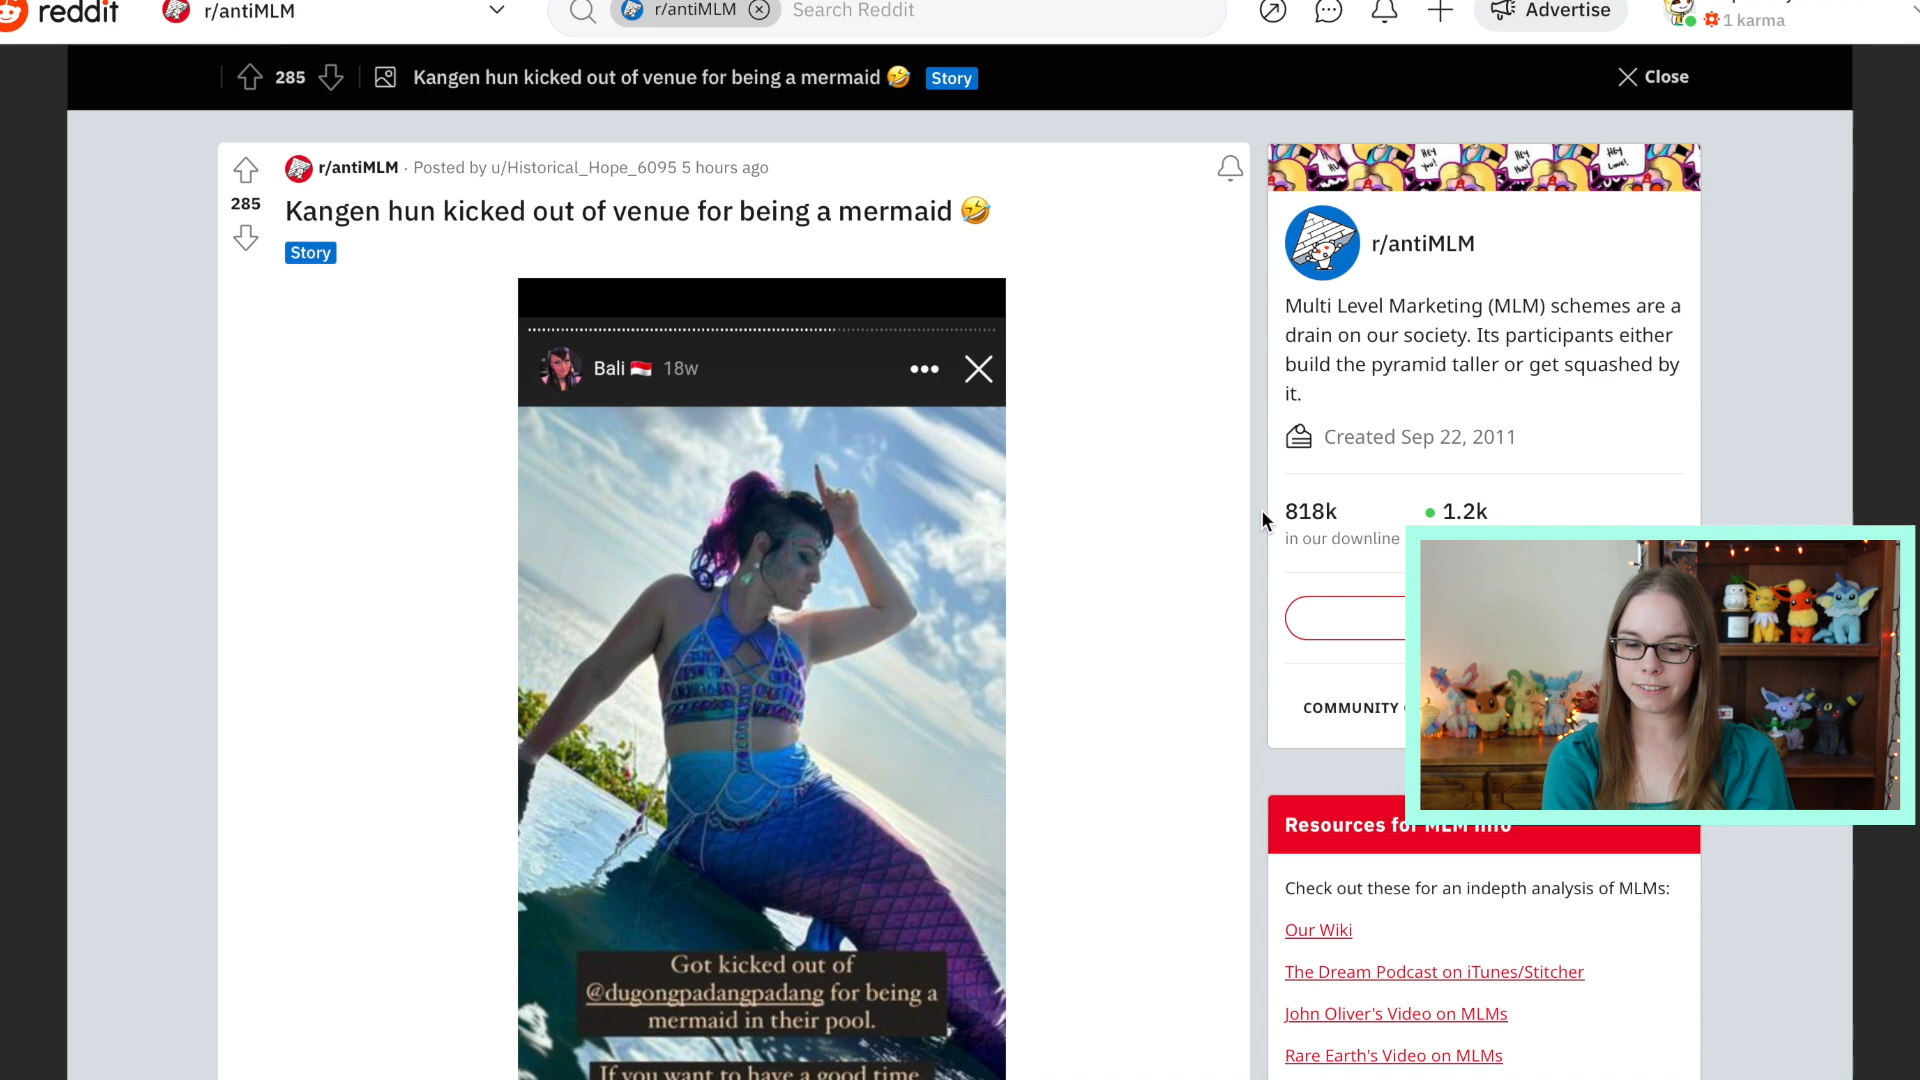 reddit
r/antiMLM
r/antiMLM
Search Reddit
Advertise
1 karma
285
Kangen hun kicked out of venue for being a mermaid 🤣
Story
Close
r/antiMLM · Posted by u/Historical_Hope_6095 5 hours ago
285
Kangen hun kicked out of venue for being a mermaid 🤣
Story
Bali 🇮🇩 18w
Got kicked out of
@dugongpadangpadang for being a
mermaid in their pool.
If you want to have a good time
HEY YOU!
HEY HUN!
HEY Love!
r/antiMLM
Multi Level Marketing (MLM) schemes are a
drain on our society. Its participants either
build the pyramid taller or get squashed by
it.
Created Sep 22, 2011
818k
1.2k
in our downline
COMMUNITY
Resources for MLM Info
Check out these for an indepth analysis of MLMs:
Our Wiki
The Dream Podcast on iTunes/Stitcher
John Oliver's Video on MLMs
Rare Earth's Video on MLMs